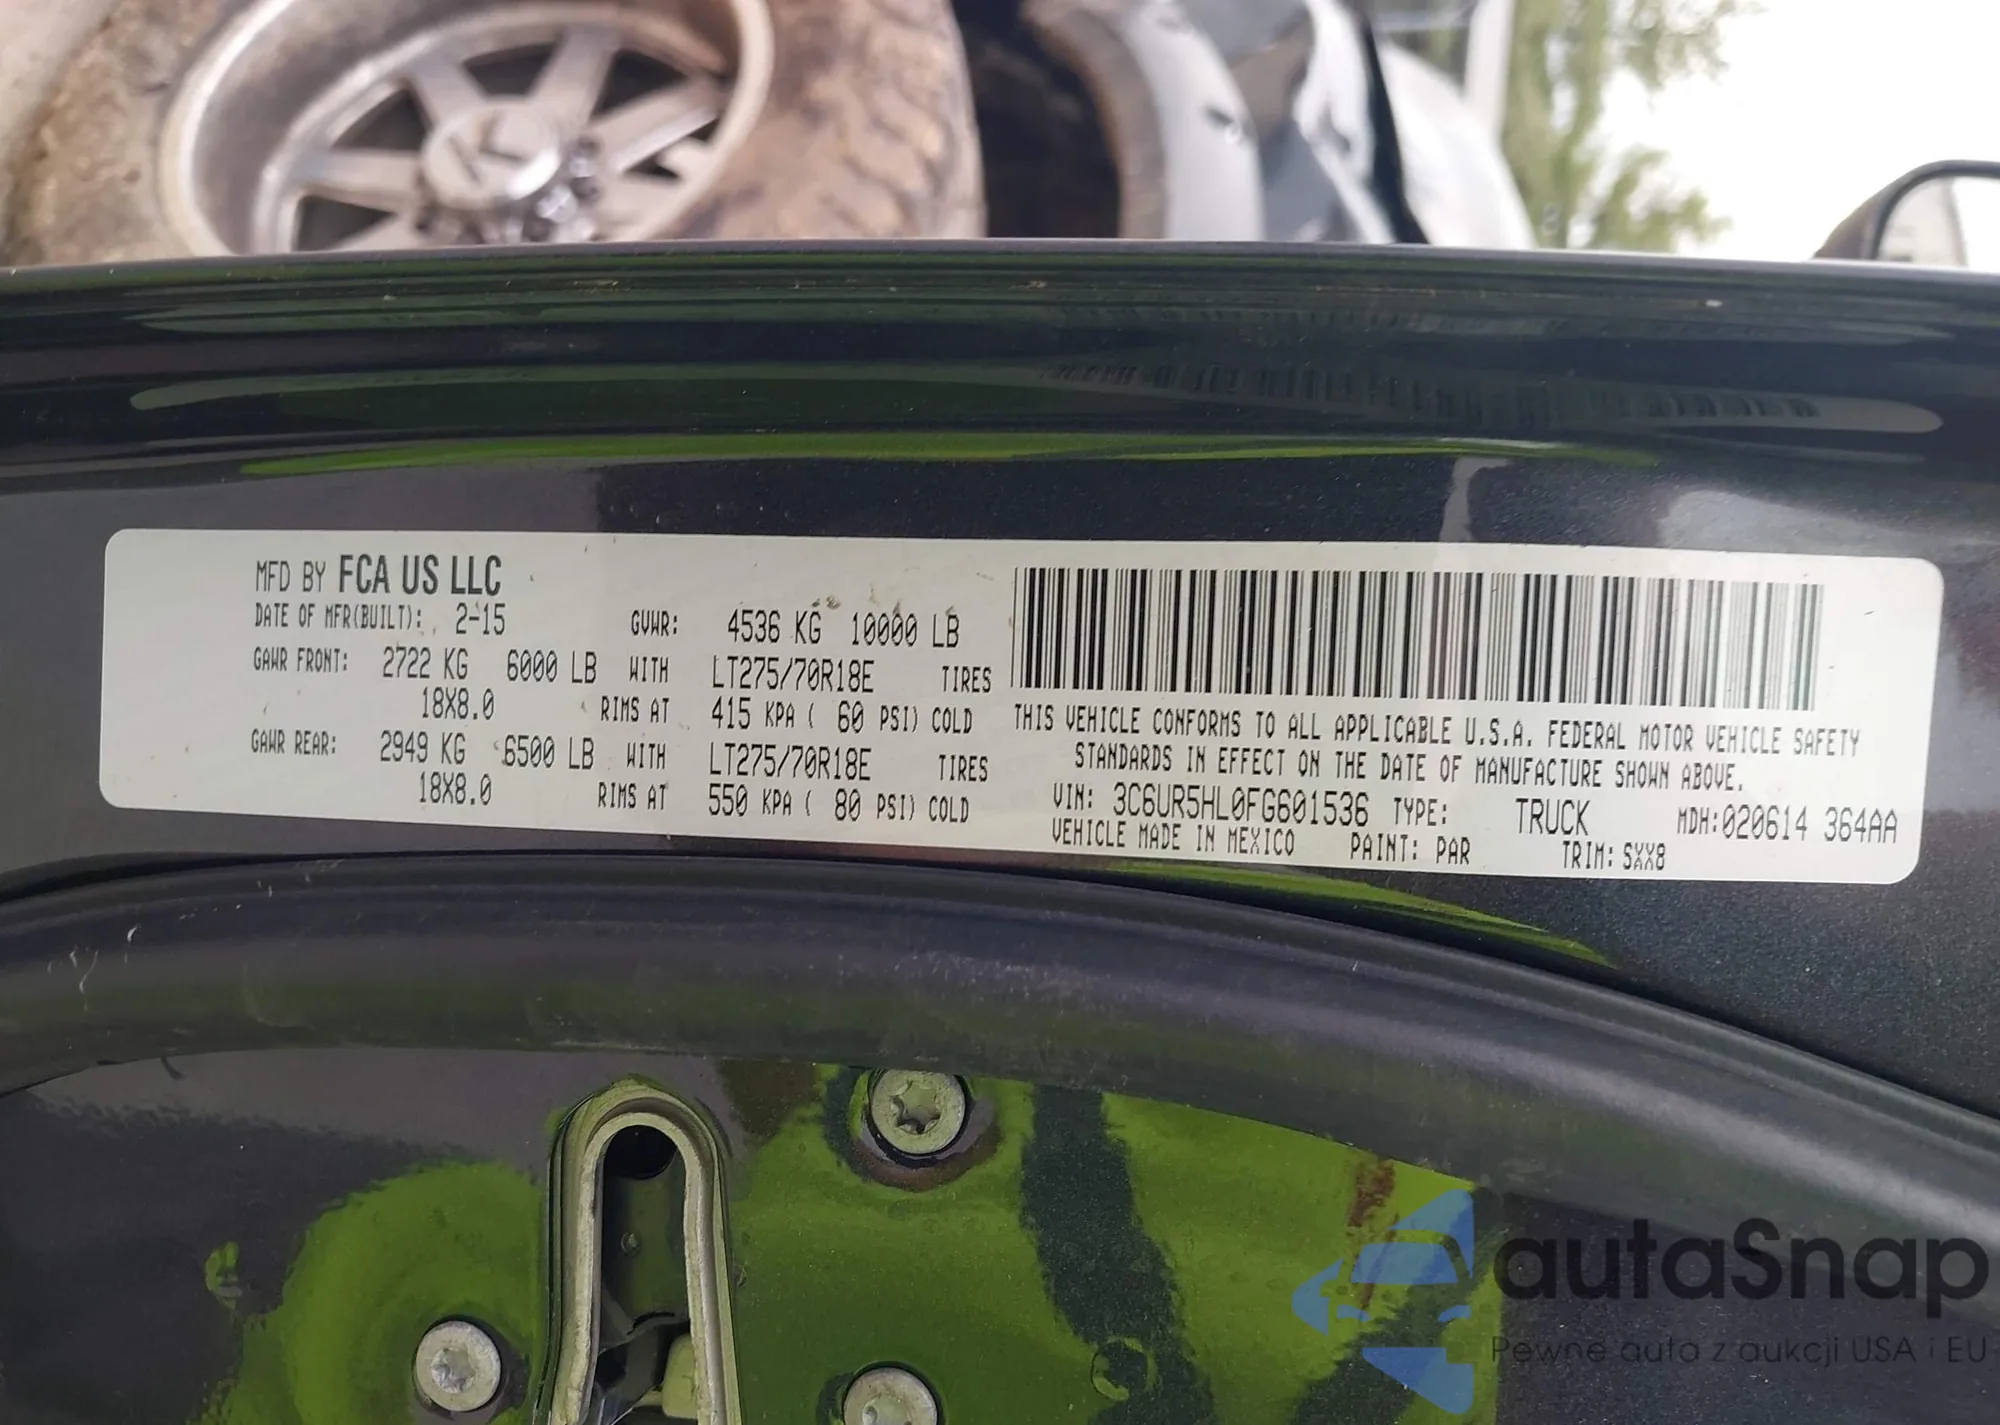 MFD BY FCA US LLC
DATE OF MFR(BUILT): 2-15 GVWR: 4536 KG 10000 LB
GAWR FRONT: 2722 KG 6000 LB WITH LT275/70R18E TIRES
18X8.0 RIMS AT 415 KPA ( 60 PSI) COLD
GAWR REAR: 2949 KG 6500 LB WITH LT275/70R18E TIRES
18X8.0 RIMS AT 550 KPA ( 80 PSI) COLD
THIS VEHICLE CONFORMS TO ALL APPLICABLE U.S.A. FEDERAL MOTOR VEHICLE SAFETY
STANDARDS IN EFFECT ON THE DATE OF MANUFACTURE SHOWN ABOVE.
VIN: 3C6UR5HL0FG601536 TYPE: TRUCK MDH:020614 364AA
VEHICLE MADE IN MEXICO PAINT: PAR TRIM: SXX8
autaSnap
Pewne auta z aukcji USA i EU